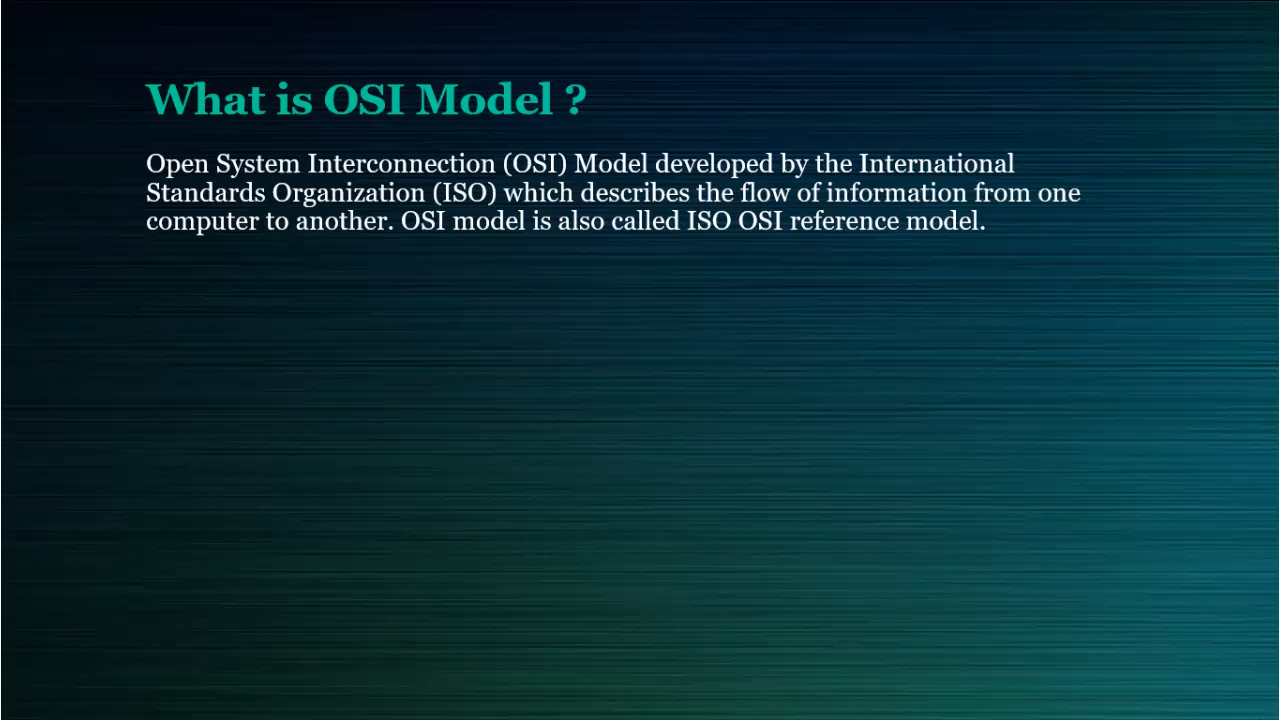 What is OSI Model ?
Open System Interconnection (OSI) Model developed by the International
Standards Organization (ISO) which describes the flow of information from one
computer to another. OSI model is also called ISO OSI reference model.